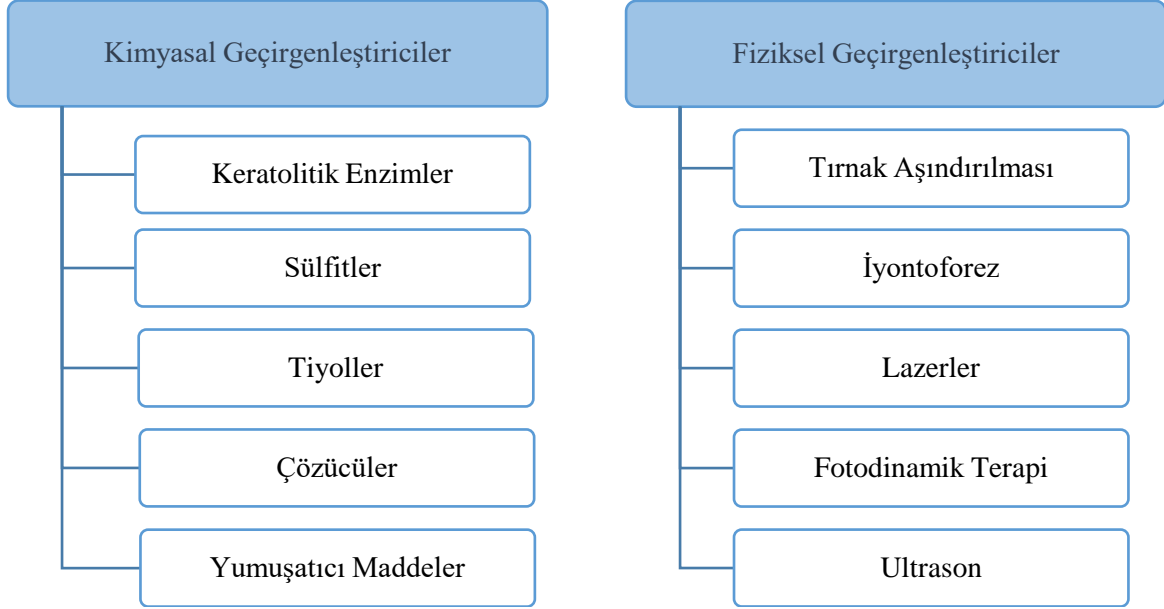 Kimyasal Geçirgenleştiriciler
Keratolitik Enzimler
Sülfitler
Tiyoller
Çözücüler
Yumuşatıcı Maddeler
Fiziksel Geçirgenleştiriciler
Tırnak Aşındırılması
İyontoforez
Lazerler
Fotodinamik Terapi
Ultrason